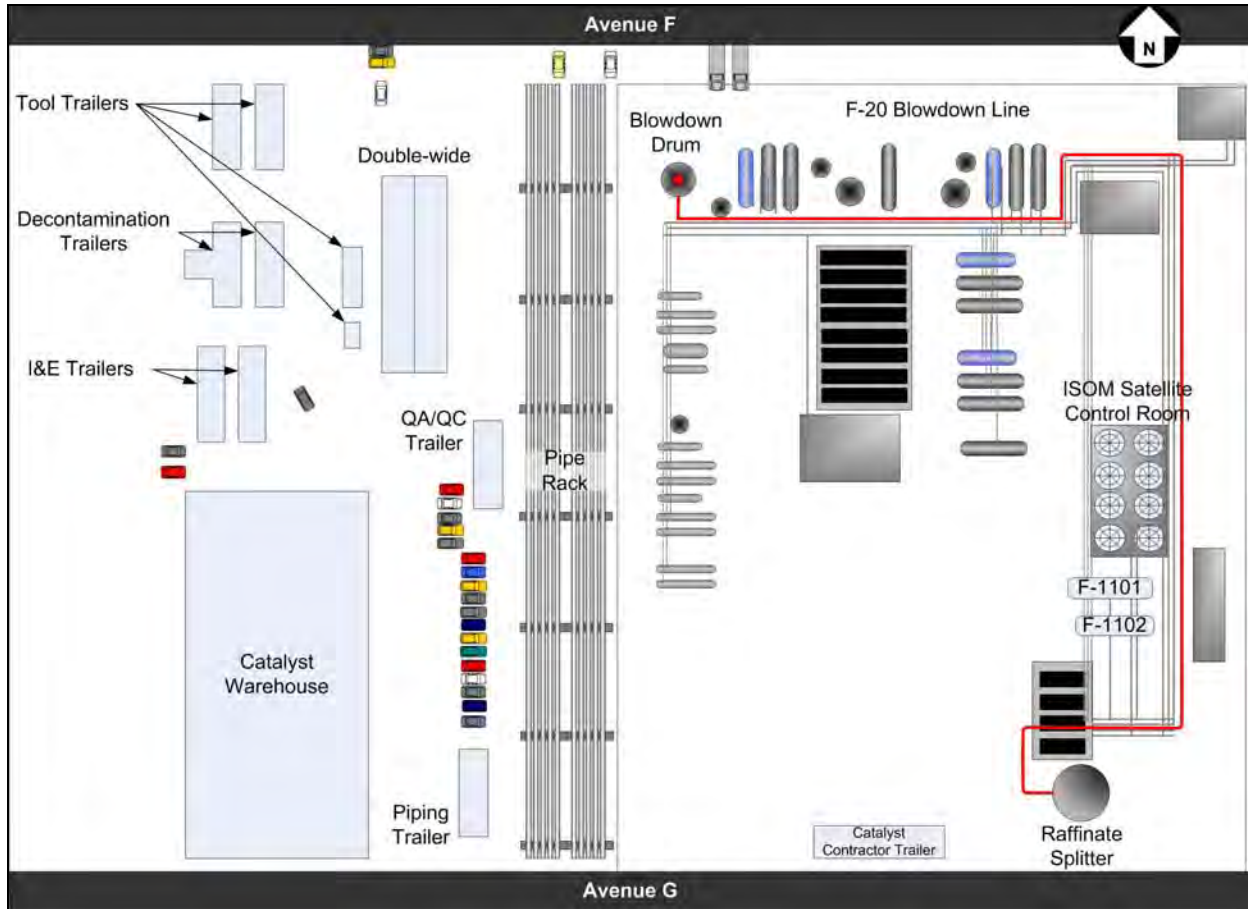 Avenue F
N
Tool Trailers
F-20 Blowdown Line
Blowdown
Drum
Double-wide
Decontamination
Trailers
I&E Trailers
ISOM Satellite
Control Room
QA/QC
Trailer
Pipe
Rack
F-1101
F-1102
Catalyst
Warehouse
Piping
Trailer
Catalyst
Contractor Trailer
Raffinate
Splitter
Avenue G